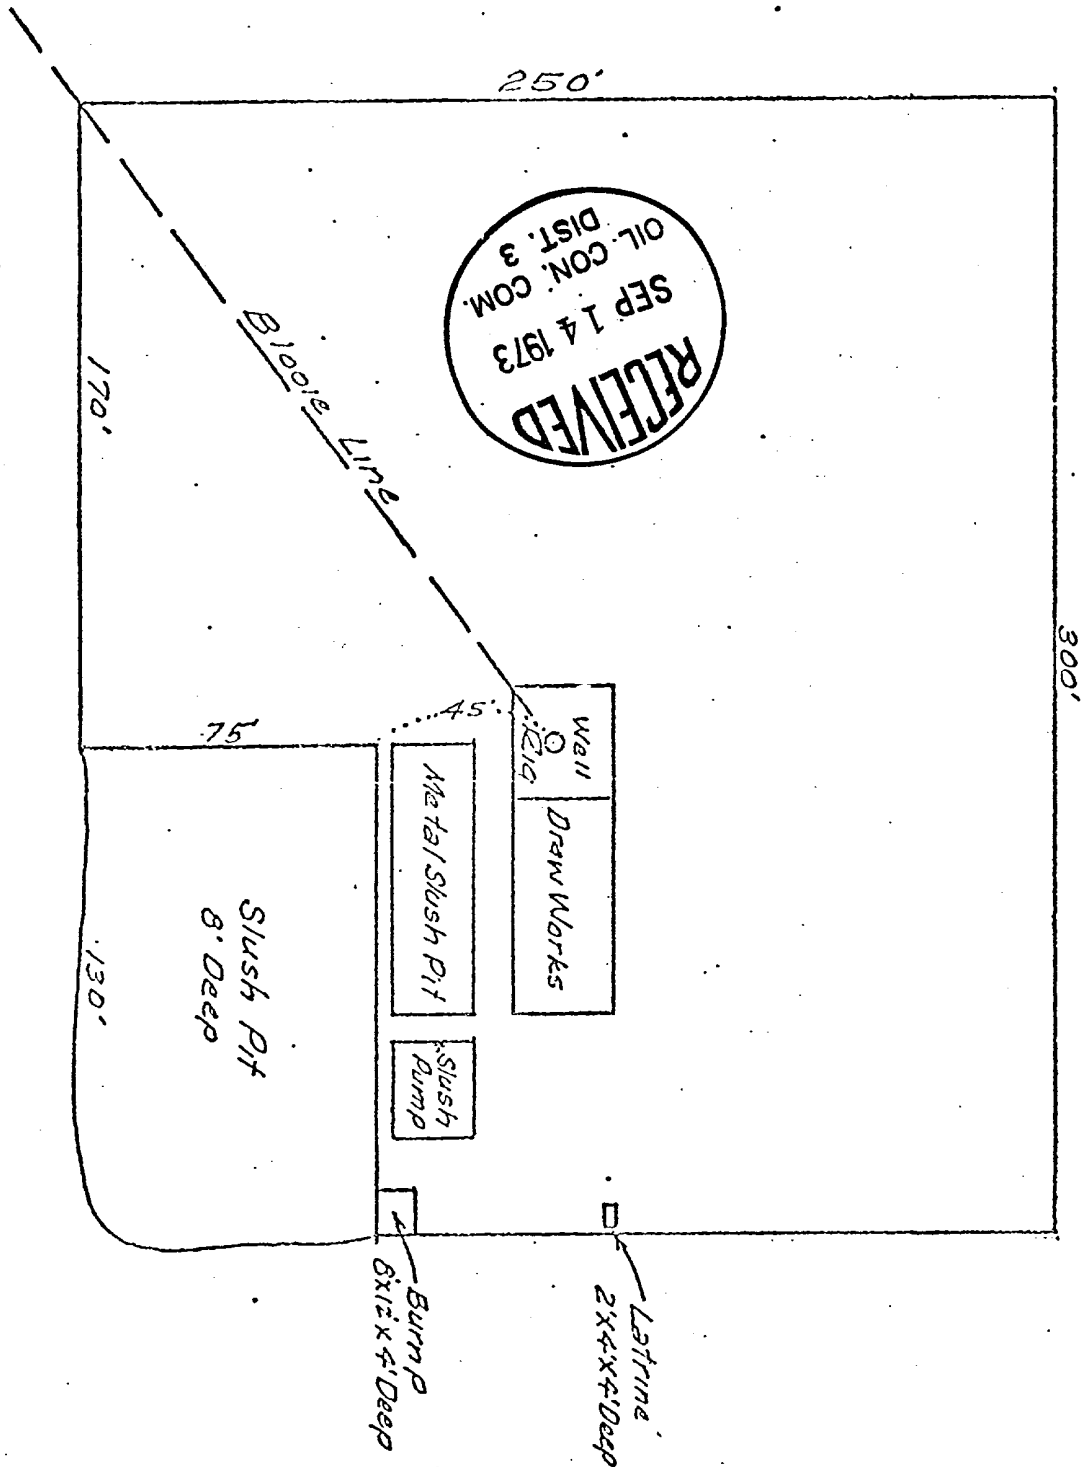 250'
RECEIVED
SEP 14 1973
OIL. CON. COM.
DIST. 3
Blooie Line
170'
300'
45'
75'
Well
Rig
Draw Works
Metal Slush Pit
Slush
Pump
Slush Pit
8' Deep
130'
Latrine
2'x4'x4' Deep
Burn P
8'x12'x4' Deep